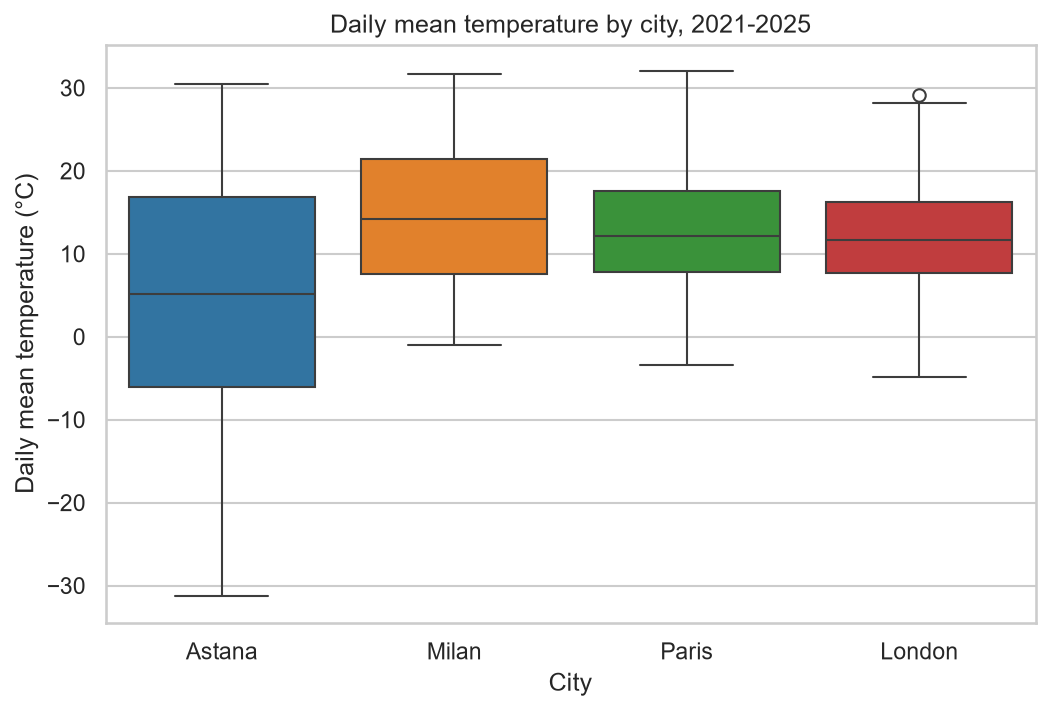 Daily mean temperature by city, 2021-2025
Daily mean temperature (°C)
30
20
10
0
−10
−20
−30
Astana
Milan
Paris
London
City